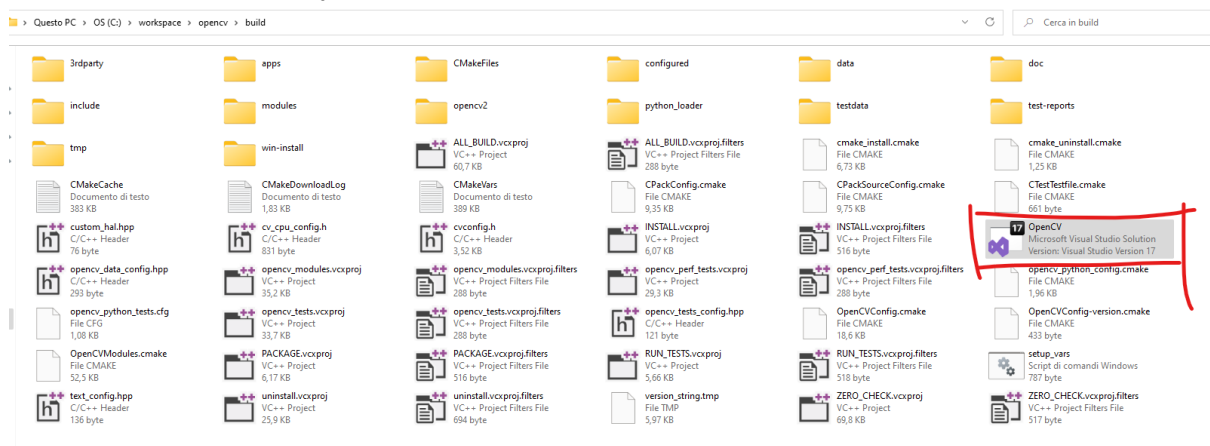 Questo PC > OS (C:) > workspace > opencv > build
Cerca in build
3rdparty
apps
CMakeFiles
configured
data
doc
include
modules
opencv2
python_loader
testdata
test-reports
tmp
win-install
ALL_BUILD.vcxproj
VC++ Project
60,7 KB
ALL_BUILD.vcxproj.filters
VC++ Project Filters File
288 byte
cmake_install.cmake
File CMAKE
6,73 KB
cmake_uninstall.cmake
File CMAKE
1,25 KB
CMakeCache
Documento di testo
383 KB
CMakeDownloadLog
Documento di testo
1,83 KB
CMakeVars
Documento di testo
389 KB
CPackConfig.cmake
File CMAKE
9,35 KB
CPackSourceConfig.cmake
File CMAKE
9,75 KB
CTestTestfile.cmake
File CMAKE
661 byte
custom_hal.hpp
C/C++ Header
76 byte
cv_cpu_config.h
C/C++ Header
831 byte
cvconfig.h
C/C++ Header
3,52 KB
INSTALL.vcxproj
VC++ Project
6,07 KB
INSTALL.vcxproj.filters
VC++ Project Filters File
516 byte
17
OpenCV
Microsoft Visual Studio Solution
Version: Visual Studio Version 17
opencv_data_config.hpp
C/C++ Header
293 byte
opencv_modules.vcxproj
VC++ Project
35,2 KB
opencv_modules.vcxproj.filters
VC++ Project Filters File
288 byte
opencv_perf_tests.vcxproj
VC++ Project
29,3 KB
opencv_perf_tests.vcxproj.filters
VC++ Project Filters File
288 byte
opencv_python_config.cmake
File CMAKE
1,96 KB
opencv_python_tests.cfg
File CFG
1,08 KB
opencv_tests.vcxproj
VC++ Project
33,7 KB
opencv_tests.vcxproj.filters
VC++ Project Filters File
288 byte
opencv_tests_config.hpp
C/C++ Header
121 byte
OpenCVConfig.cmake
File CMAKE
18,6 KB
OpenCVConfig-version.cmake
File CMAKE
433 byte
OpenCVModules.cmake
File CMAKE
52,5 KB
PACKAGE.vcxproj
VC++ Project
6,17 KB
PACKAGE.vcxproj.filters
VC++ Project Filters File
516 byte
RUN_TESTS.vcxproj
VC++ Project
5,66 KB
RUN_TESTS.vcxproj.filters
VC++ Project Filters File
518 byte
setup_vars
Script di comandi Windows
787 byte
text_config.hpp
C/C++ Header
136 byte
uninstall.vcxproj
VC++ Project
25,9 KB
uninstall.vcxproj.filters
VC++ Project Filters File
694 byte
version_string.tmp
File TMP
5,97 KB
ZERO_CHECK.vcxproj
VC++ Project
69,8 KB
ZERO_CHECK.vcxproj.filters
VC++ Project Filters File
517 byte